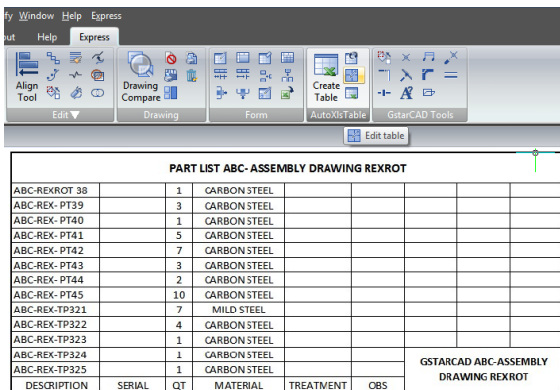 fy Window Help Express
out Help Express
Align Tool
Drawing Compare
Create Table
Edit
Drawing
Form
AutoXlsTable
GstarCAD Tools
Edit table
PART LIST ABC- ASSEMBLY DRAWING REXROT
ABC-REXROT 38 1 CARBON STEEL
ABC-REX- PT39 3 CARBON STEEL
ABC-REX- PT40 1 CARBON STEEL
ABC-REX- PT41 5 CARBON STEEL
ABC-REX- PT42 7 CARBON STEEL
ABC-REX- PT43 3 CARBON STEEL
ABC-REX- PT44 2 CARBON STEEL
ABC-REX- PT45 10 CARBON STEEL
ABC-REX-TP321 7 MILD STEEL
ABC-REX-TP322 4 CARBON STEEL
ABC-REX-TP323 1 CARBON STEEL
ABC-REX-TP324 1 CARBON STEEL
ABC-REX-TP325 1 CARBON STEEL
DESCRIPTION SERIAL QT MATERIAL TREATMENT OBS
GSTARCAD ABC-ASSEMBLY
DRAWING REXROT